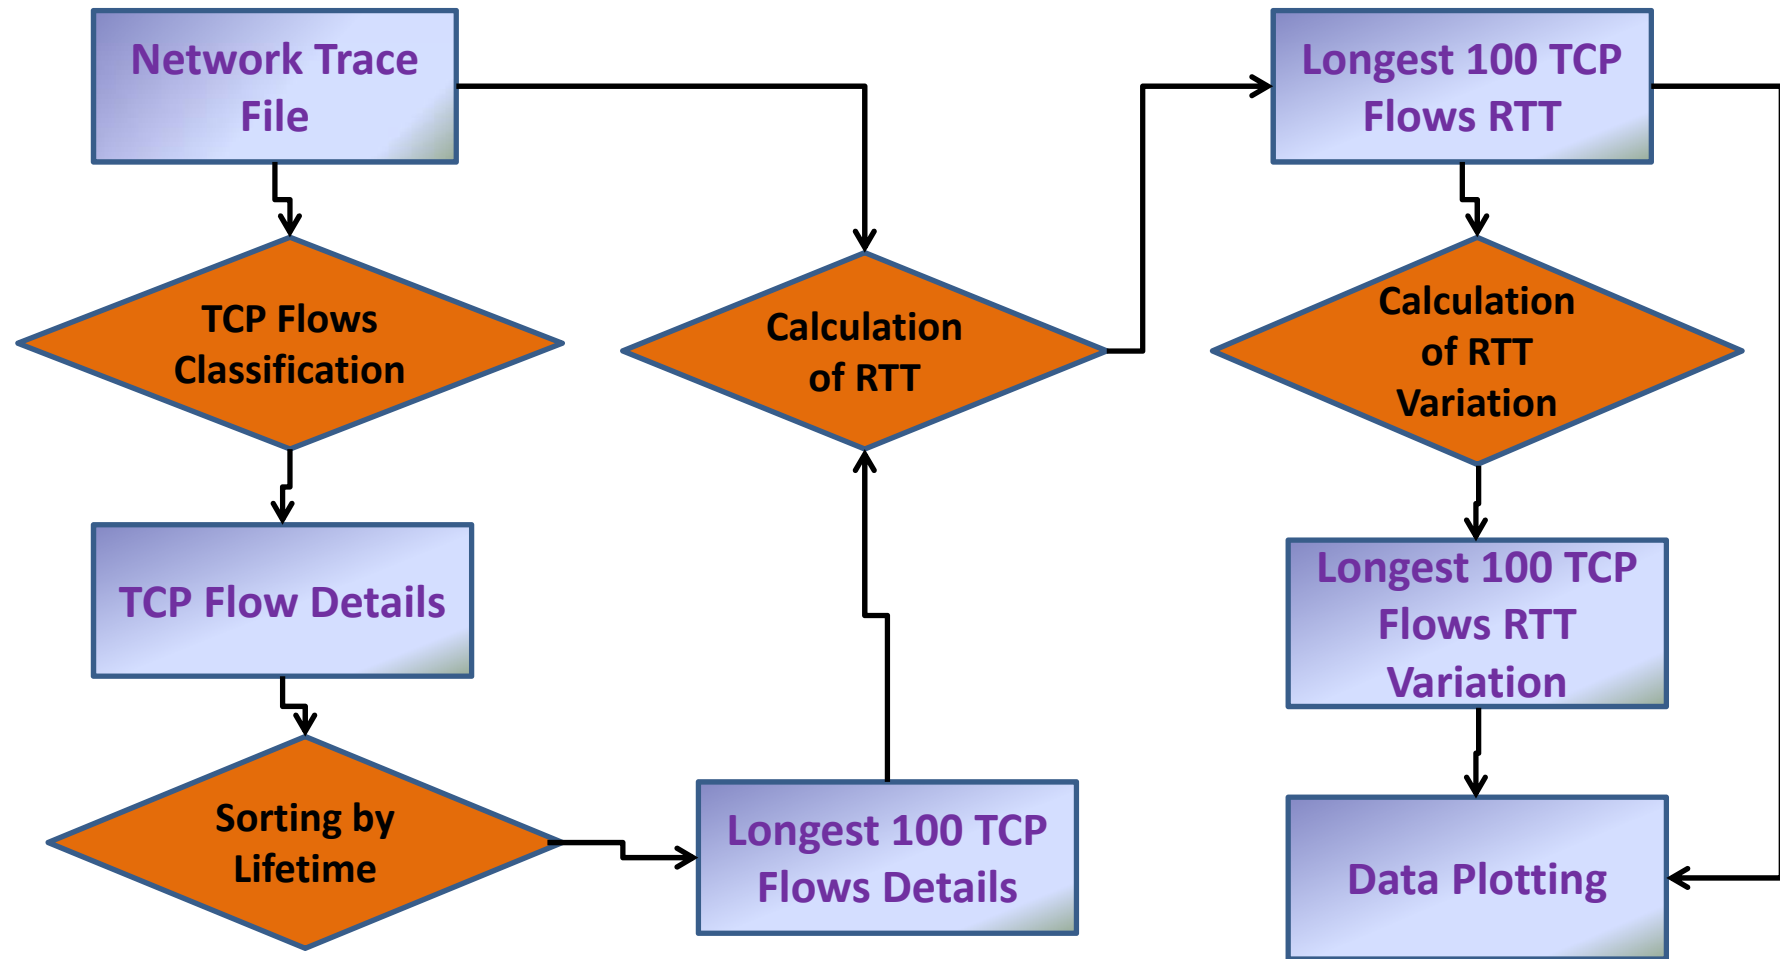 Network Trace
File
TCP Flows
Classification
TCP Flow Details
Sorting by
Lifetime
Longest 100 TCP
Flows Details
Calculation
of RTT
Longest 100 TCP
Flows RTT
Calculation
of RTT
Variation
Longest 100 TCP
Flows RTT
Variation
Data Plotting